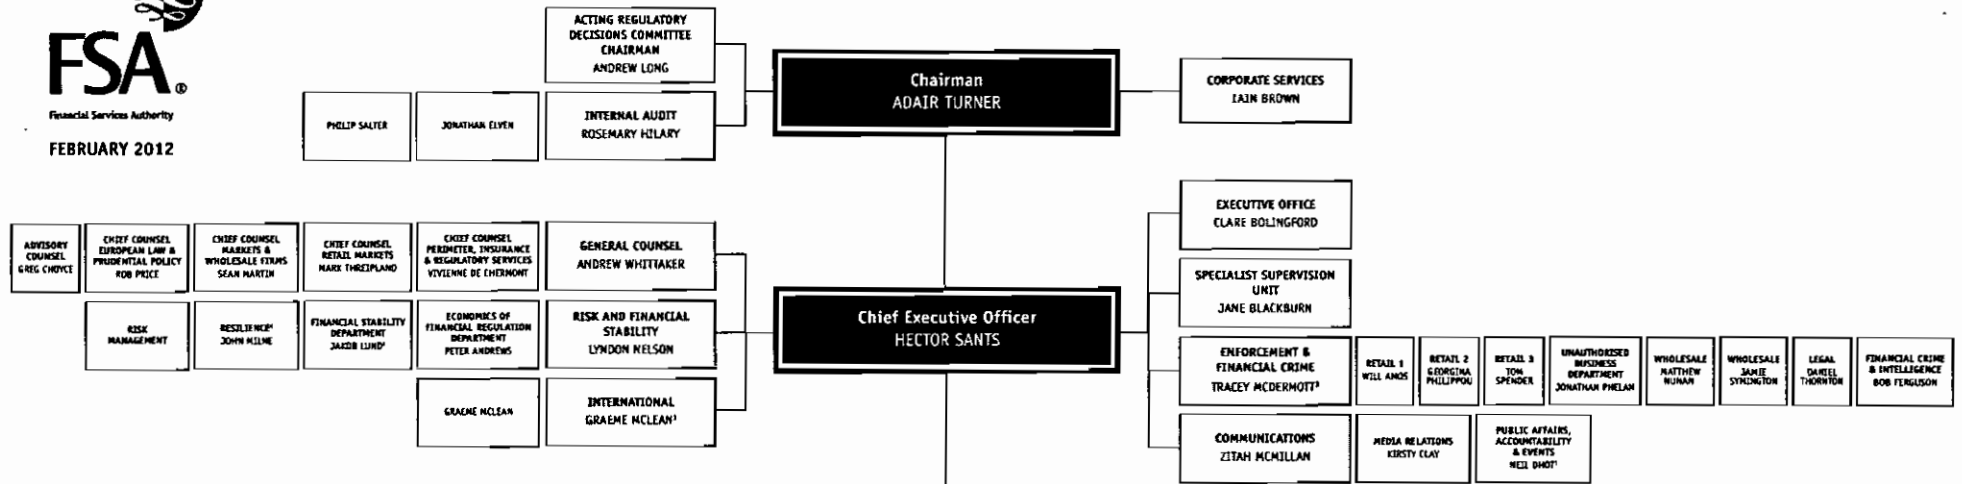 FSA®
Financial Services Authority
FEBRUARY 2012
ACTING REGULATORY
DECISIONS COMMITTEE
CHAIRMAN
ANDREW LONG
Chairman
ADAIR TURNER
CORPORATE SERVICES
IAIN BROWN
PHILIP SALTER
JONATHAN ELVEN
INTERNAL AUDIT
ROSEMARY HILARY
EXECUTIVE OFFICE
CLARE BOLINGFORD
ADVISORY
COUNSEL
GREG CHOYCE
CHIEF COUNSEL
EUROPEAN LAW &
PRUDENTIAL POLICY
ROB PRICE
CHIEF COUNSEL
MARKETS &
WHOLESALE FIRMS
SEAN MARTIN
CHIEF COUNSEL
RETAIL MARKETS
MARK THREIPLAND
CHIEF COUNSEL
PERIMETER, INSURANCE
& REGULATORY SERVICES
VIVIENNE DE CHERMONT
GENERAL COUNSEL
ANDREW WHITTAKER
SPECIALIST SUPERVISION
UNIT
JANE BLACKBURN
Chief Executive Officer
HECTOR SANTS
RISK
MANAGEMENT
RESILIENCE⁴
JOHN MILNE
FINANCIAL STABILITY
DEPARTMENT
JAKOB LUND²
ECONOMICS OF
FINANCIAL REGULATION
DEPARTMENT
PETER ANDREWS
RISK AND FINANCIAL
STABILITY
LYNDON NELSON
ENFORCEMENT &
FINANCIAL CRIME
TRACEY MCDERMOTT³
RETAIL 1
WILL AMOS
RETAIL 2
GEORGINA
PHILIPPOU
RETAIL 3
TOM
SPENDER
UNAUTHORISED
BUSINESS
DEPARTMENT
JONATHAN PHELAN
WHOLESALE
MATTHEW
NUNAN
WHOLESALE
JAMIE
SYMINGTON
LEGAL
DANIEL
THORNTON
FINANCIAL CRIME
& INTELLIGENCE
BOB FERGUSON
GRAEME MCLEAN
INTERNATIONAL
GRAEME MCLEAN³
COMMUNICATIONS
ZITAH MCMILLAN
MEDIA RELATIONS
KIRSTY CLAY
PUBLIC AFFAIRS,
ACCOUNTABILITY
& EVENTS
NEIL DHOT¹